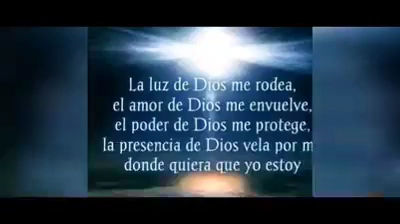 La luz de Dios me rodea,
el amor de Dios me envuelve,
el poder de Dios me protege,
la presencia de Dios vela por m
donde quiera que yo estoy